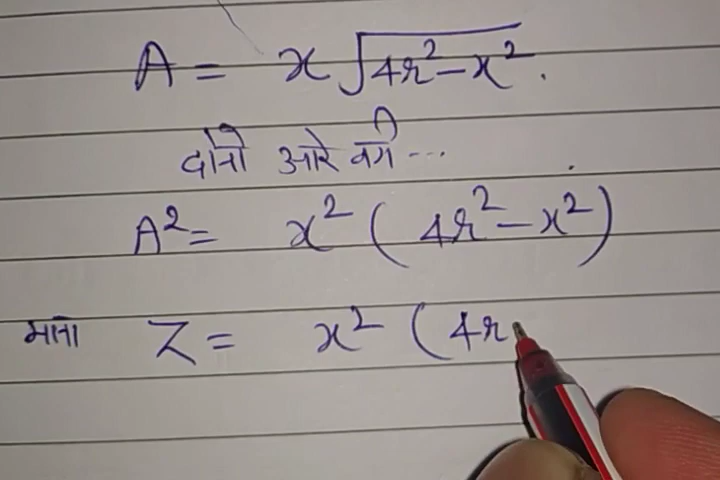 A = x √4r²-x².
दोनो ओर वर्ग ...
A² = x² ( 4r² - x² )
माना Z = x² ( 4r